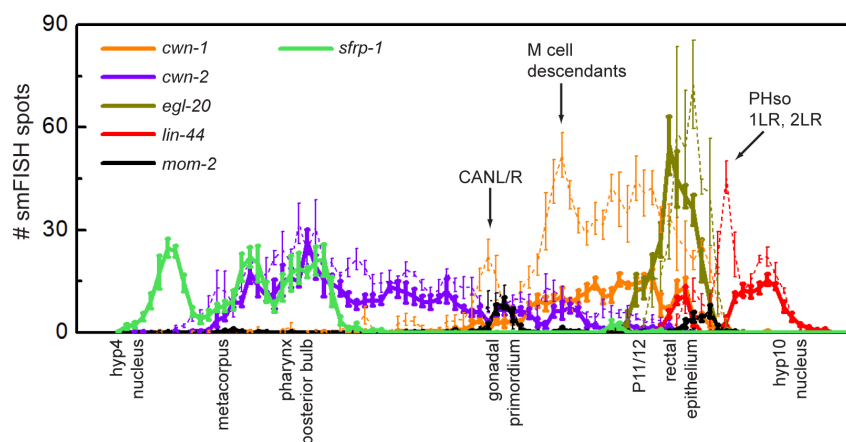 90
60
30
0
# smFISH spots
cwn-1
cwn-2
egl-20
lin-44
mom-2
sfrp-1
M cell
descendants
CANL/R
PHso
1LR, 2LR
hyp4
nucleus
metacorpus
pharynx
posterior bulb
gonadal
primordium
P11/12
rectal
epithelium
hyp10
nucleus